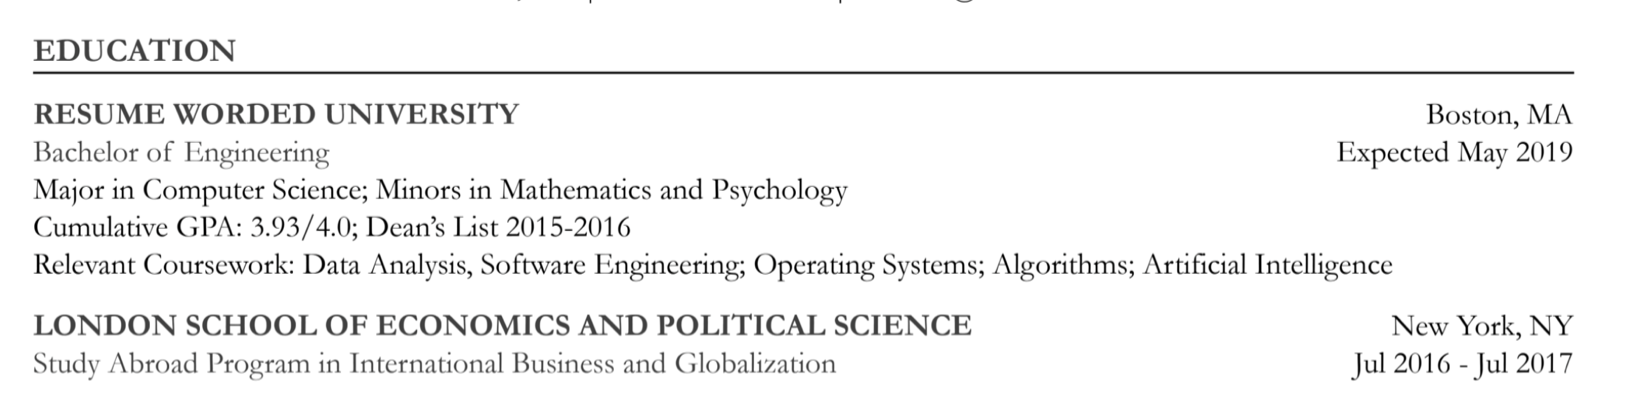 EDUCATION
RESUME WORDED UNIVERSITY Boston, MA
Bachelor of Engineering Expected May 2019
Major in Computer Science; Minors in Mathematics and Psychology
Cumulative GPA: 3.93/4.0; Dean’s List 2015-2016
Relevant Coursework: Data Analysis, Software Engineering; Operating Systems; Algorithms; Artificial Intelligence
LONDON SCHOOL OF ECONOMICS AND POLITICAL SCIENCE New York, NY
Study Abroad Program in International Business and Globalization Jul 2016 - Jul 2017